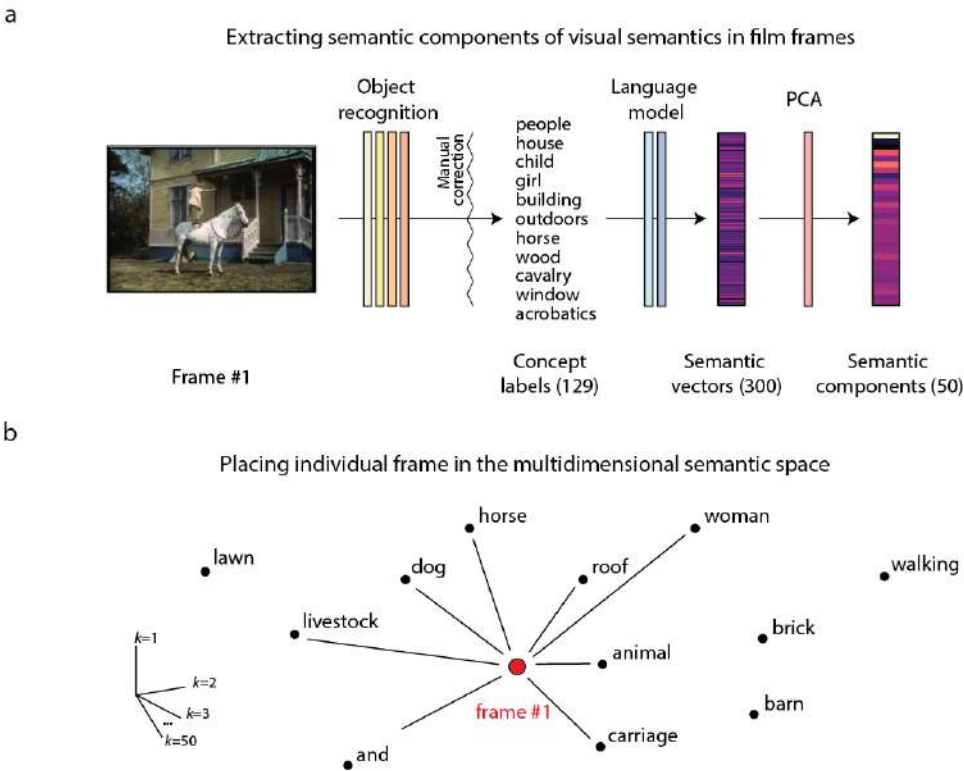 a
Extracting semantic components of visual semantics in film frames
Object
recognition
Manual
correction
people
house
child
girl
building
outdoors
horse
wood
cavalry
window
acrobatics
Language
model
PCA
Frame #1
Concept
labels (129)
Semantic
vectors (300)
Semantic
components (50)
b
Placing individual frame in the multidimensional semantic space
horse
woman
lawn
dog
roof
walking
livestock
brick
k=1
animal
k=2
barn
k=3
frame #1
...
k=50
carriage
and